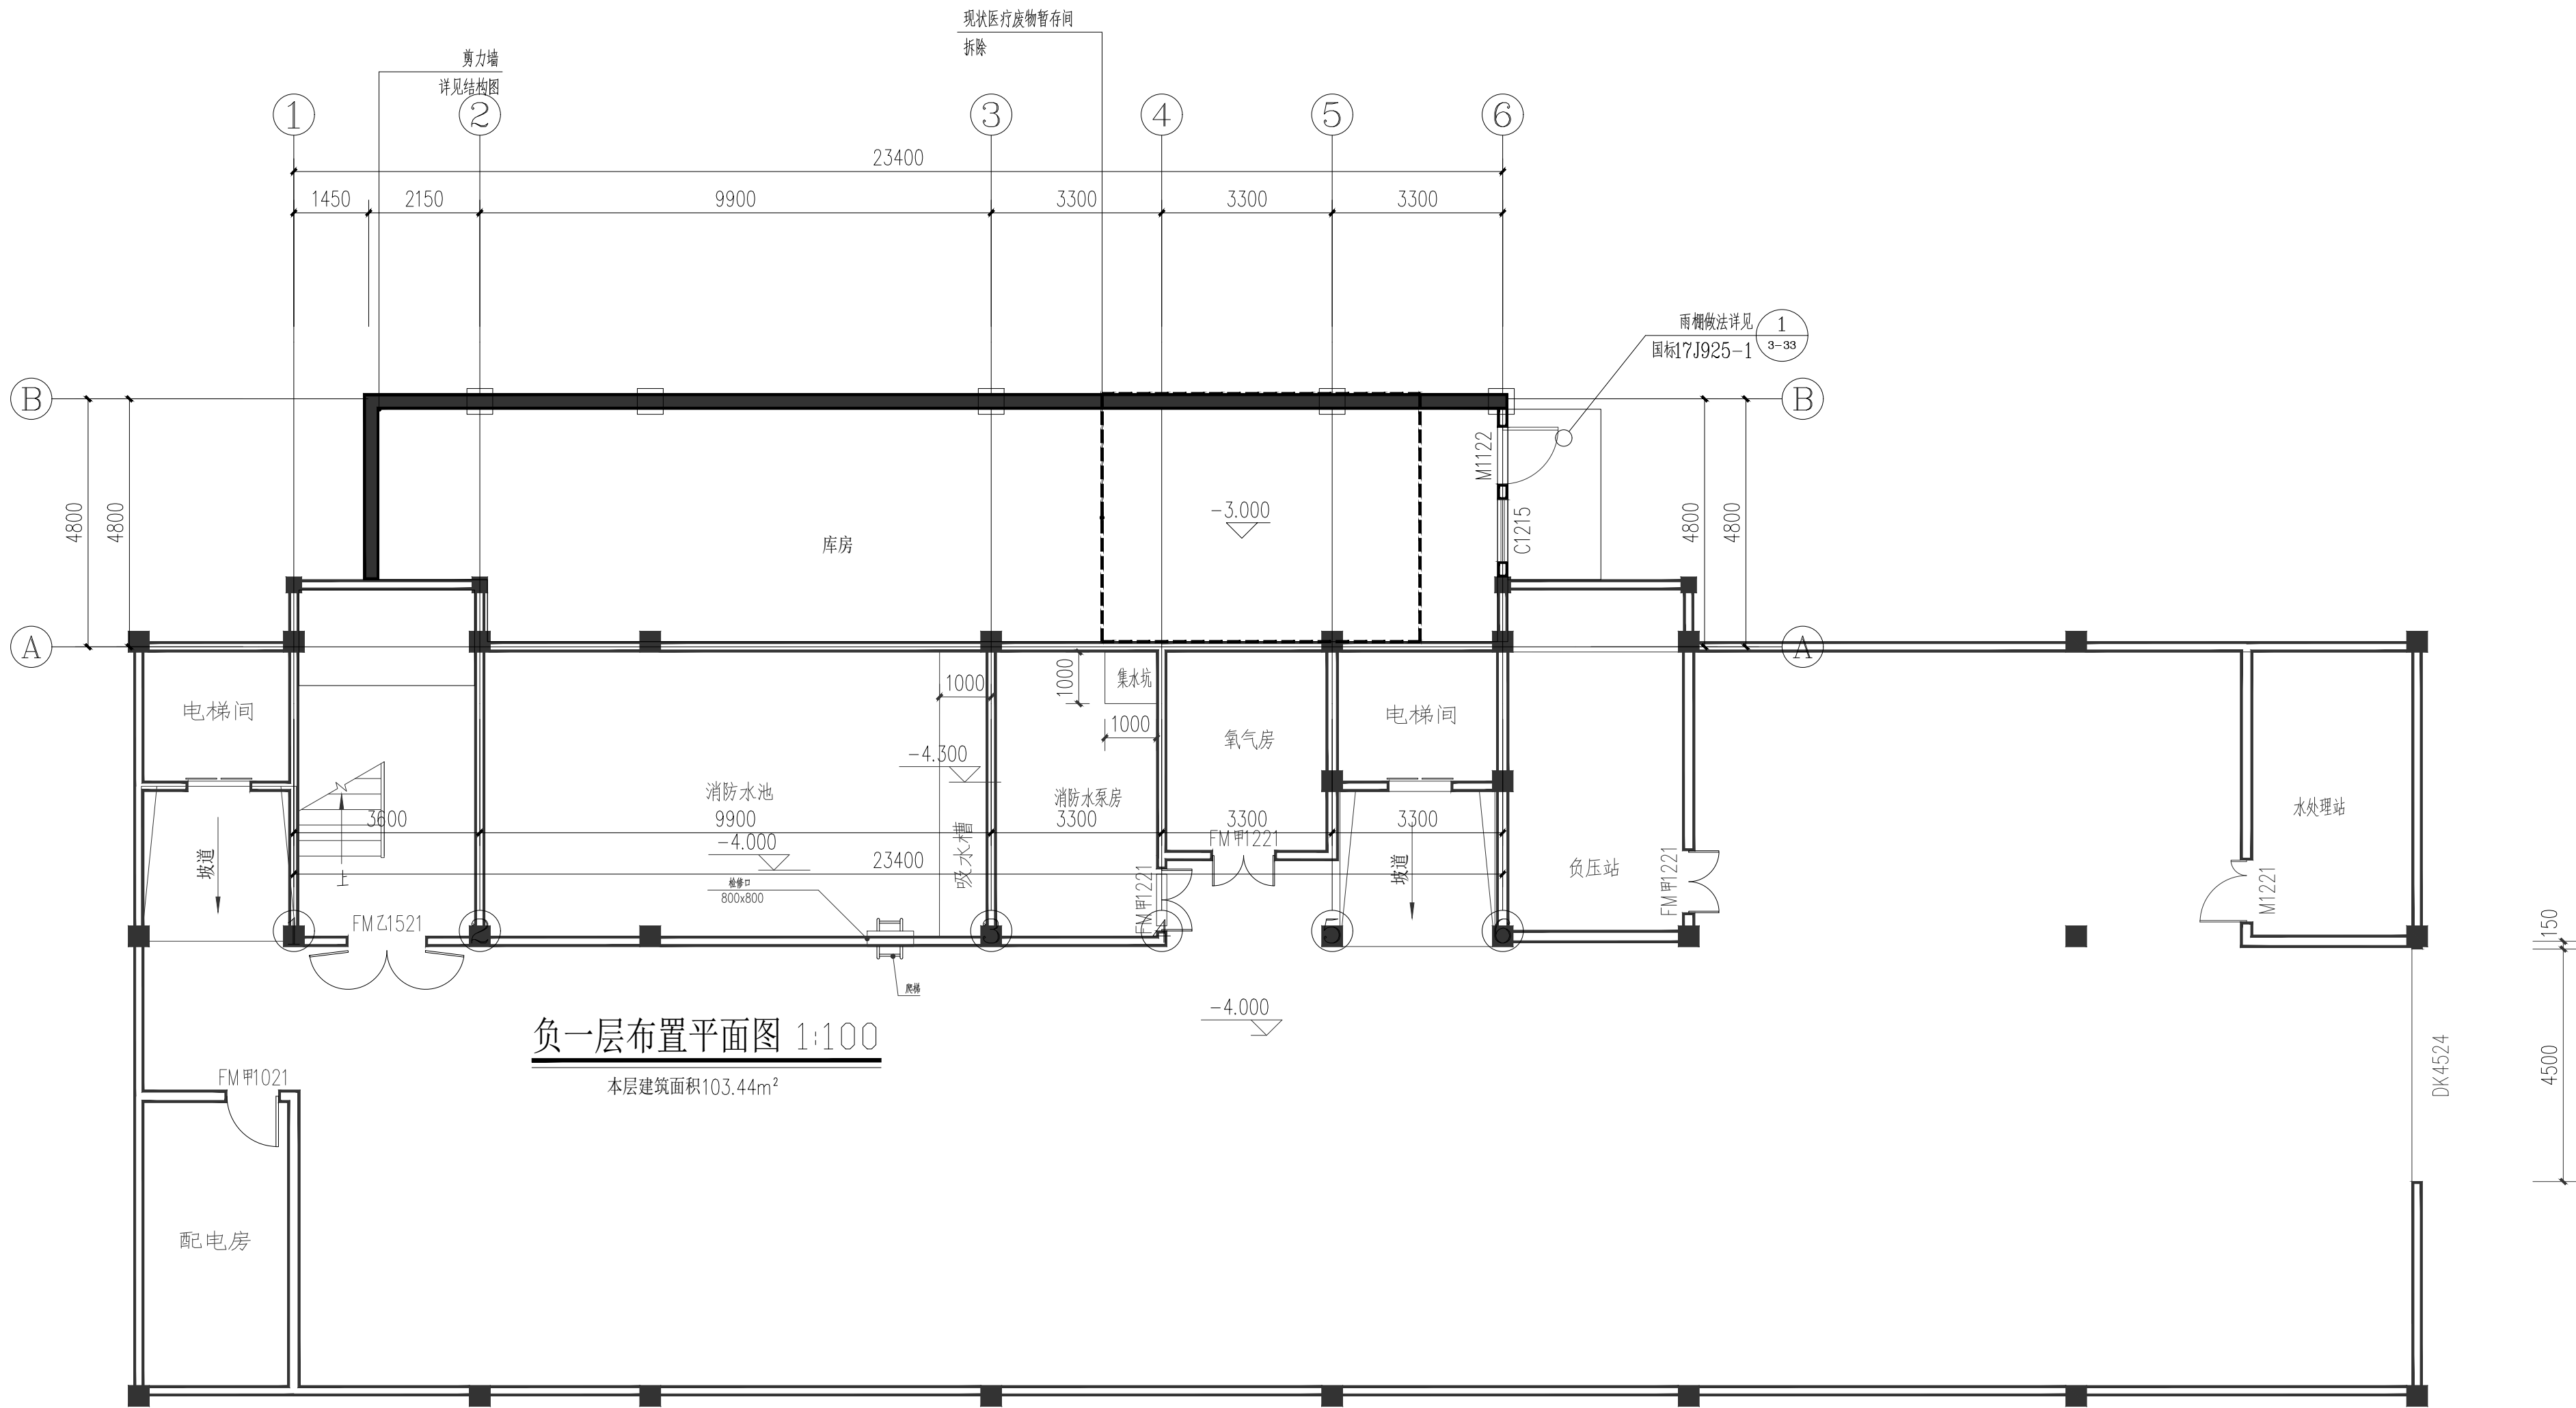 现状医疗废物暂存间
拆除
剪力墙
详见结构图
1
2
3
4
5
6
23400
1450
2150
9900
3300
3300
3300
雨棚做法详见
国标17J925-1
1
3-33
B
B
4800
4800
M1122
C1215
4800
4800
-3.000
库房
A
A
1000
1000
集水坑
1000
电梯间
电梯间
氧气房
-4.300
消防水池
消防水泵房
水处理站
3600
9900
3300
3300
3300
FM甲1221
-4.000
23400
吸水槽
坡道
上
坡道
负压站
FM甲1221
FM甲1221
M1221
检修口
800x800
FM乙1521
1
2
3
4
5
6
150
爬梯
-4.000
负一层布置平面图 1:100
本层建筑面积103.44m²
FM甲1021
DK4524
4500
配电房